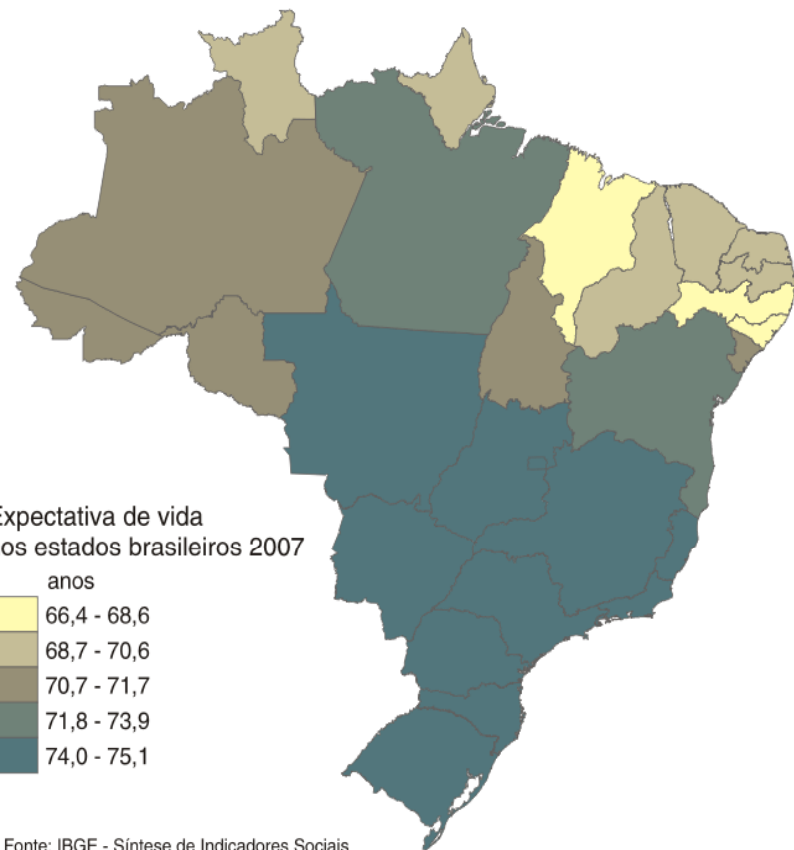 Expectativa de vida
os estados brasileiros 2007
anos
66,4 - 68,6
68,7 - 70,6
70,7 - 71,7
71,8 - 73,9
74,0 - 75,1
Fonte: IBGE - Síntese de Indicadores Sociais